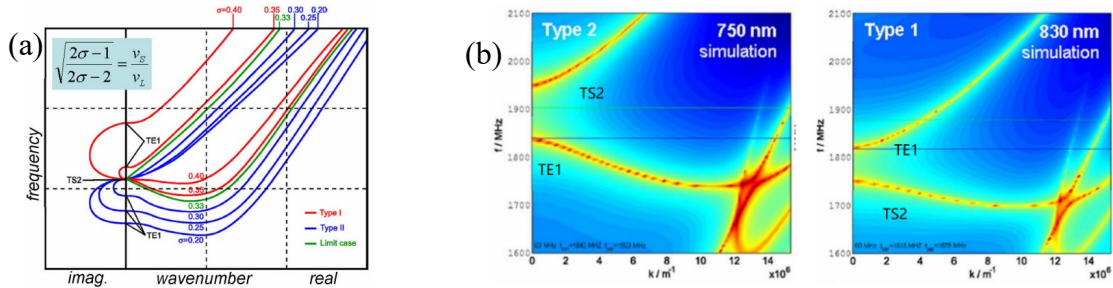 (a)
σ=0.40
0.35
0.33
0.30
0.25
0.20
2σ−1
2σ−2
=
v_S
v_L
frequency
TE1
TS2
0.40
0.35
0.33
0.30
0.25
σ=0.20
TE1
Type I
Type II
Limit case
imag.
wavenumber
real
(b)
2100
2000
1900
1800
1700
1600
f / MHz
Type 2
750 nm
simulation
TS2
TE1
0
2
4
6
8
10
12
14
k / m⁻¹
x10⁶
2100
2000
1900
1800
1700
1600
f / MHz
Type 1
830 nm
simulation
TE1
TS2
0
2
4
6
8
10
12
14
k / m⁻¹
x10⁶